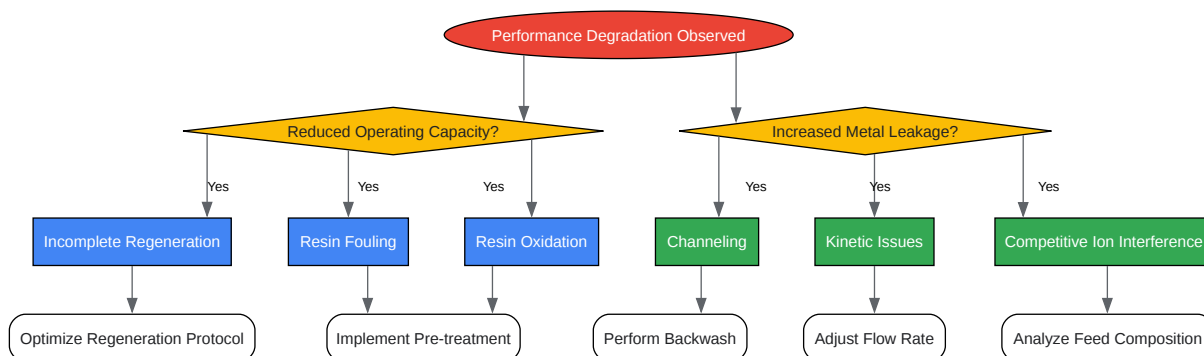 Performance Degradation Observed
Reduced Operating Capacity?
Increased Metal Leakage?
Yes
Yes
Yes
Yes
Yes
Yes
Incomplete Regeneration
Resin Fouling
Resin Oxidation
Channeling
Kinetic Issues
Competitive Ion Interference
Optimize Regeneration Protocol
Implement Pre-treatment
Perform Backwash
Adjust Flow Rate
Analyze Feed Composition